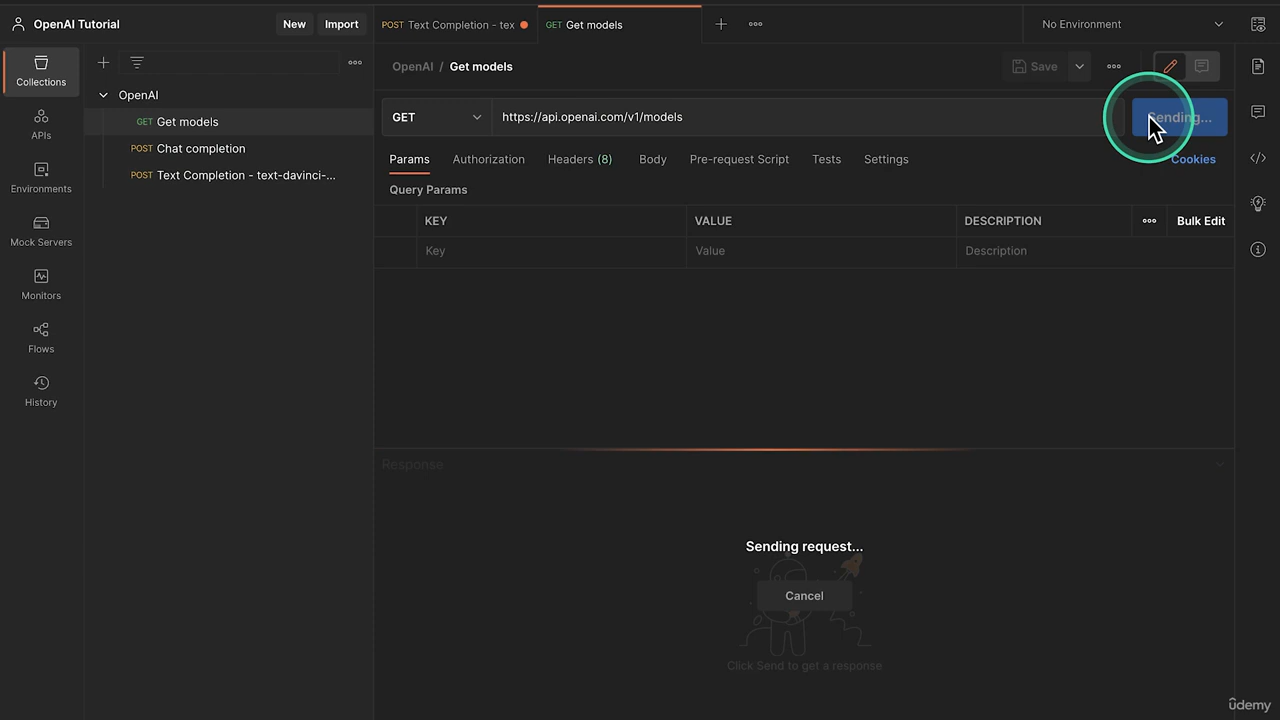 OpenAI Tutorial
New
Import
POST Text Completion - tex
GET Get models
No Environment
Collections
APIs
Environments
Mock Servers
Monitors
Flows
History
OpenAI
GET Get models
POST Chat completion
POST Text Completion - text-davinci-...
OpenAI / Get models
Save
GET
https://api.openai.com/v1/models
Sending...
Params
Authorization
Headers (8)
Body
Pre-request Script
Tests
Settings
Cookies
Query Params
KEY
VALUE
DESCRIPTION
Bulk Edit
Key
Value
Description
Response
Sending request...
Cancel
Click Send to get a response
ûdemy